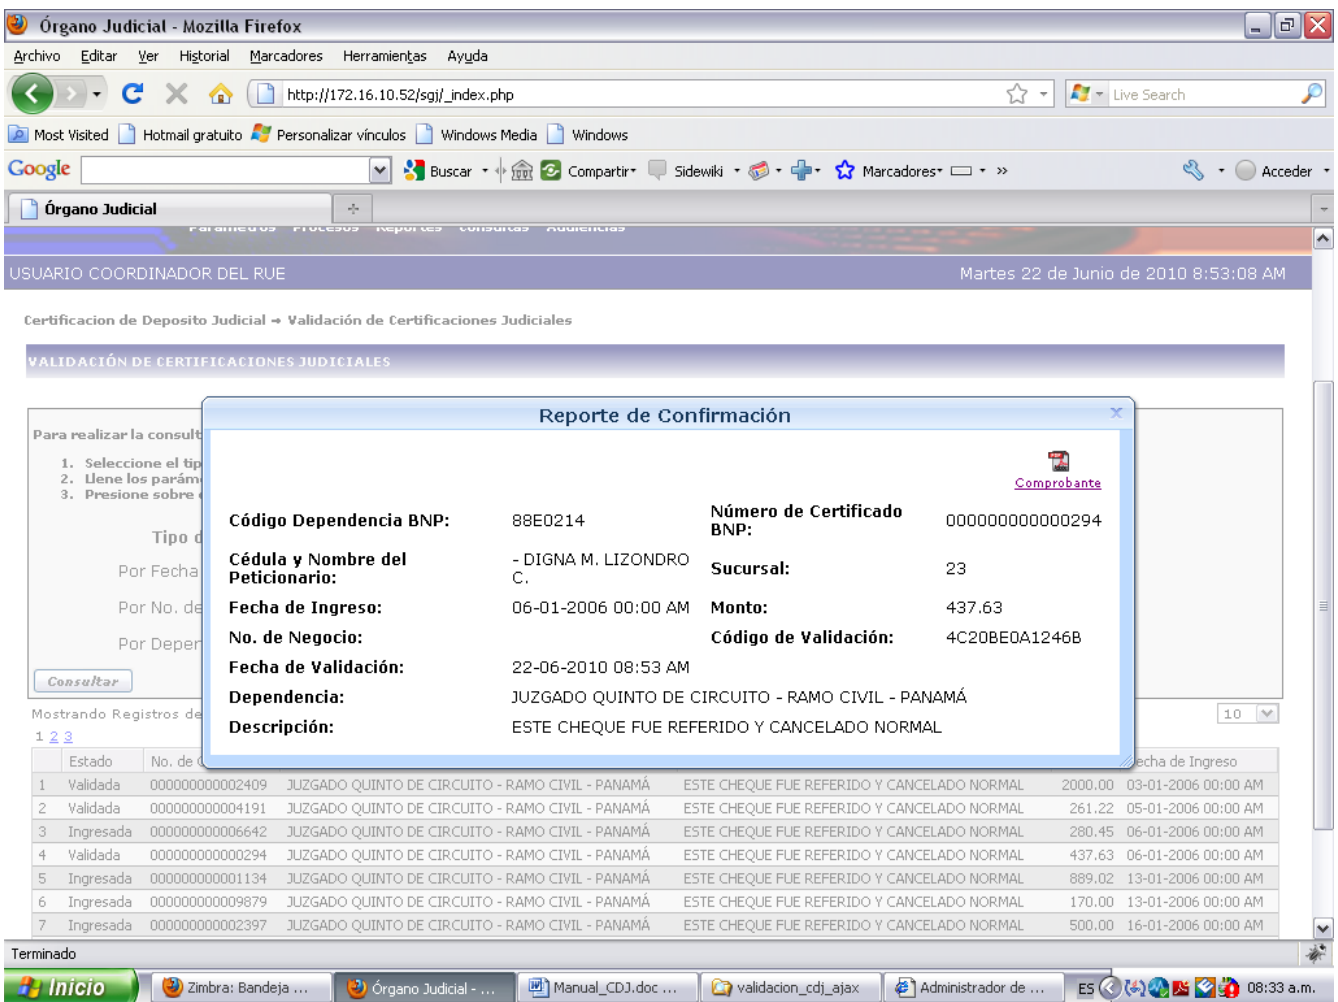 Órgano Judicial - Mozilla Firefox
Archivo Editar Ver Historial Marcadores Herramientas Ayuda
http://172.16.10.52/sgj/_index.php
Live Search
Most Visited Hotmail gratuito Personalizar vínculos Windows Media Windows
Google Buscar Compartir Sidewiki Marcadores » Acceder
Órgano Judicial
Parametros Procesos Reportes Consultas Audiencias
USUARIO COORDINADOR DEL RUE Martes 22 de Junio de 2010 8:53:08 AM
Certificacion de Deposito Judicial → Validación de Certificaciones Judiciales
VALIDACIÓN DE CERTIFICACIONES JUDICIALES
Reporte de Confirmación x
Para realizar la consult
1. Seleccione el tip
2. Llene los parám
3. Presione sobre
Comprobante
Código Dependencia BNP: 88E0214 Número de Certificado BNP: 000000000000294
Tipo d
Cédula y Nombre del Peticionario: - DIGNA M. LIZONDRO C. Sucursal: 23
Por Fecha
Fecha de Ingreso: 06-01-2006 00:00 AM Monto: 437.63
Por No. de
No. de Negocio: Código de Validación: 4C20BE0A1246B
Por Deper
Fecha de Validación: 22-06-2010 08:53 AM
Consultar
Dependencia: JUZGADO QUINTO DE CIRCUITO - RAMO CIVIL - PANAMÁ
Mostrando Registros de 10
Descripción: ESTE CHEQUE FUE REFERIDO Y CANCELADO NORMAL
1 2 3
Estado No. de echa de Ingreso
1 Validada 000000000002409 JUZGADO QUINTO DE CIRCUITO - RAMO CIVIL - PANAMÁ ESTE CHEQUE FUE REFERIDO Y CANCELADO NORMAL 2000.00 03-01-2006 00:00 AM
2 Validada 000000000004191 JUZGADO QUINTO DE CIRCUITO - RAMO CIVIL - PANAMÁ ESTE CHEQUE FUE REFERIDO Y CANCELADO NORMAL 261.22 05-01-2006 00:00 AM
3 Ingresada 000000000006642 JUZGADO QUINTO DE CIRCUITO - RAMO CIVIL - PANAMÁ ESTE CHEQUE FUE REFERIDO Y CANCELADO NORMAL 280.45 06-01-2006 00:00 AM
4 Validada 000000000000294 JUZGADO QUINTO DE CIRCUITO - RAMO CIVIL - PANAMÁ ESTE CHEQUE FUE REFERIDO Y CANCELADO NORMAL 437.63 06-01-2006 00:00 AM
5 Ingresada 000000000001134 JUZGADO QUINTO DE CIRCUITO - RAMO CIVIL - PANAMÁ ESTE CHEQUE FUE REFERIDO Y CANCELADO NORMAL 889.02 13-01-2006 00:00 AM
6 Ingresada 000000000009879 JUZGADO QUINTO DE CIRCUITO - RAMO CIVIL - PANAMÁ ESTE CHEQUE FUE REFERIDO Y CANCELADO NORMAL 170.00 13-01-2006 00:00 AM
7 Ingresada 000000000002397 JUZGADO QUINTO DE CIRCUITO - RAMO CIVIL - PANAMÁ ESTE CHEQUE FUE REFERIDO Y CANCELADO NORMAL 500.00 16-01-2006 00:00 AM
Terminado
Inicio Zimbra: Bandeja ... Órgano Judicial - ... Manual_CDJ.doc ... validacion_cdj_ajax Administrador de ... ES 08:33 a.m.